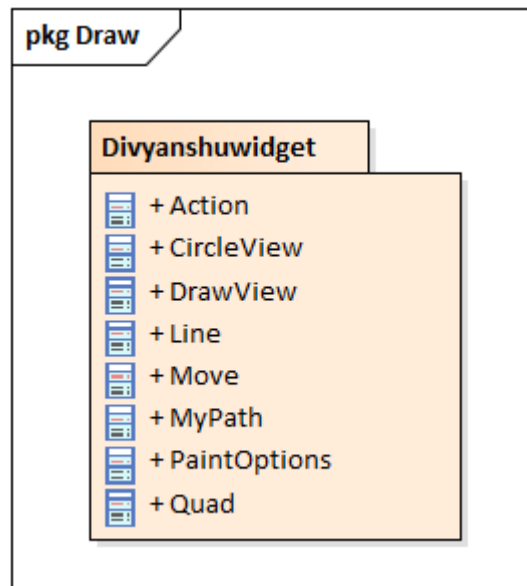 pkg Draw
Divyanshuwidget
+ Action
+ CircleView
+ DrawView
+ Line
+ Move
+ MyPath
+ PaintOptions
+ Quad